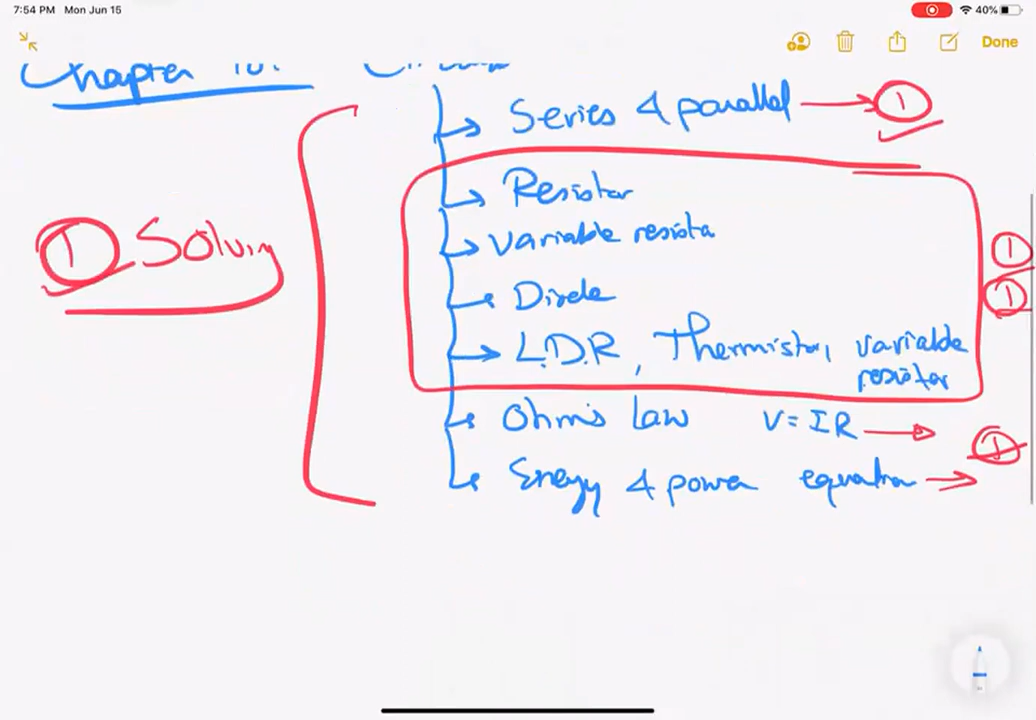 7:54 PM Mon Jun 15
40%
Done
Chapter 10:
Series & parallel → 1
Resistor
variable resista
Diode
L.D.R, Thermistor, variable
resistor
1
1
1 Solving
Ohm's law V = IR →
1
Energy & power equation →